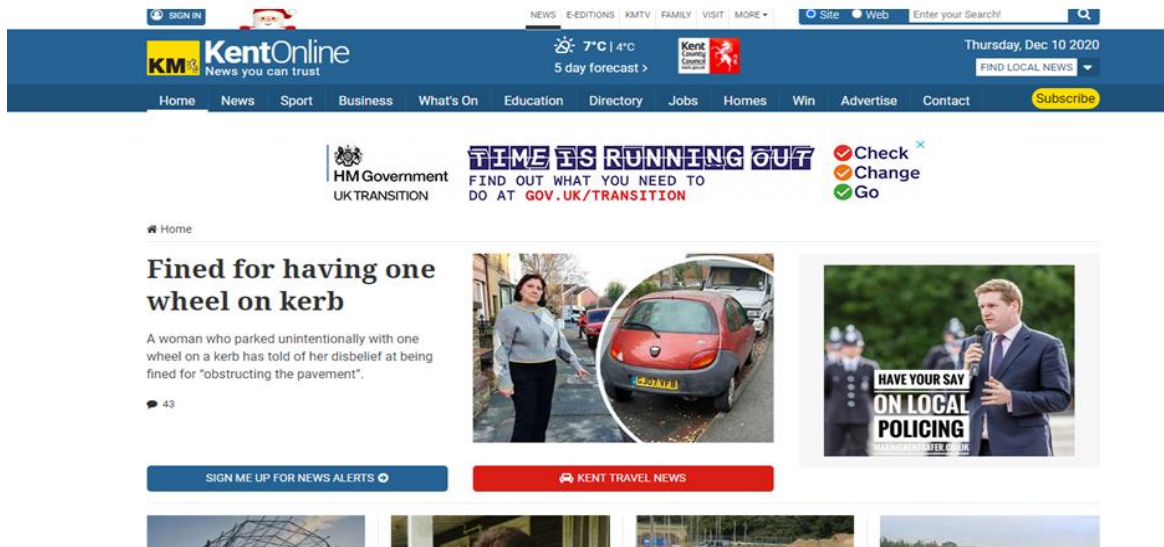 SIGN IN
NEWS E-EDITIONS KMTV FAMILY VISIT MORE
Site Web Enter your Search!
KM KentOnline
News you can trust
7°C | 4°C
5 day forecast >
Kent
County
Council
Thursday, Dec 10 2020
FIND LOCAL NEWS
Home News Sport Business What's On Education Directory Jobs Homes Win Advertise Contact Subscribe
HM Government
UK TRANSITION
TIME IS RUNNING OUT
FIND OUT WHAT YOU NEED TO
DO AT GOV.UK/TRANSITION
Check
Change
Go
Home
Fined for having one
wheel on kerb
A woman who parked unintentionally with one
wheel on a kerb has told of her disbelief at being
fined for “obstructing the pavement”.
43
GJ07 VFB
HAVE YOUR SAY
ON LOCAL
POLICING
MAKINGKENTSAFER.CO.UK
SIGN ME UP FOR NEWS ALERTS
KENT TRAVEL NEWS